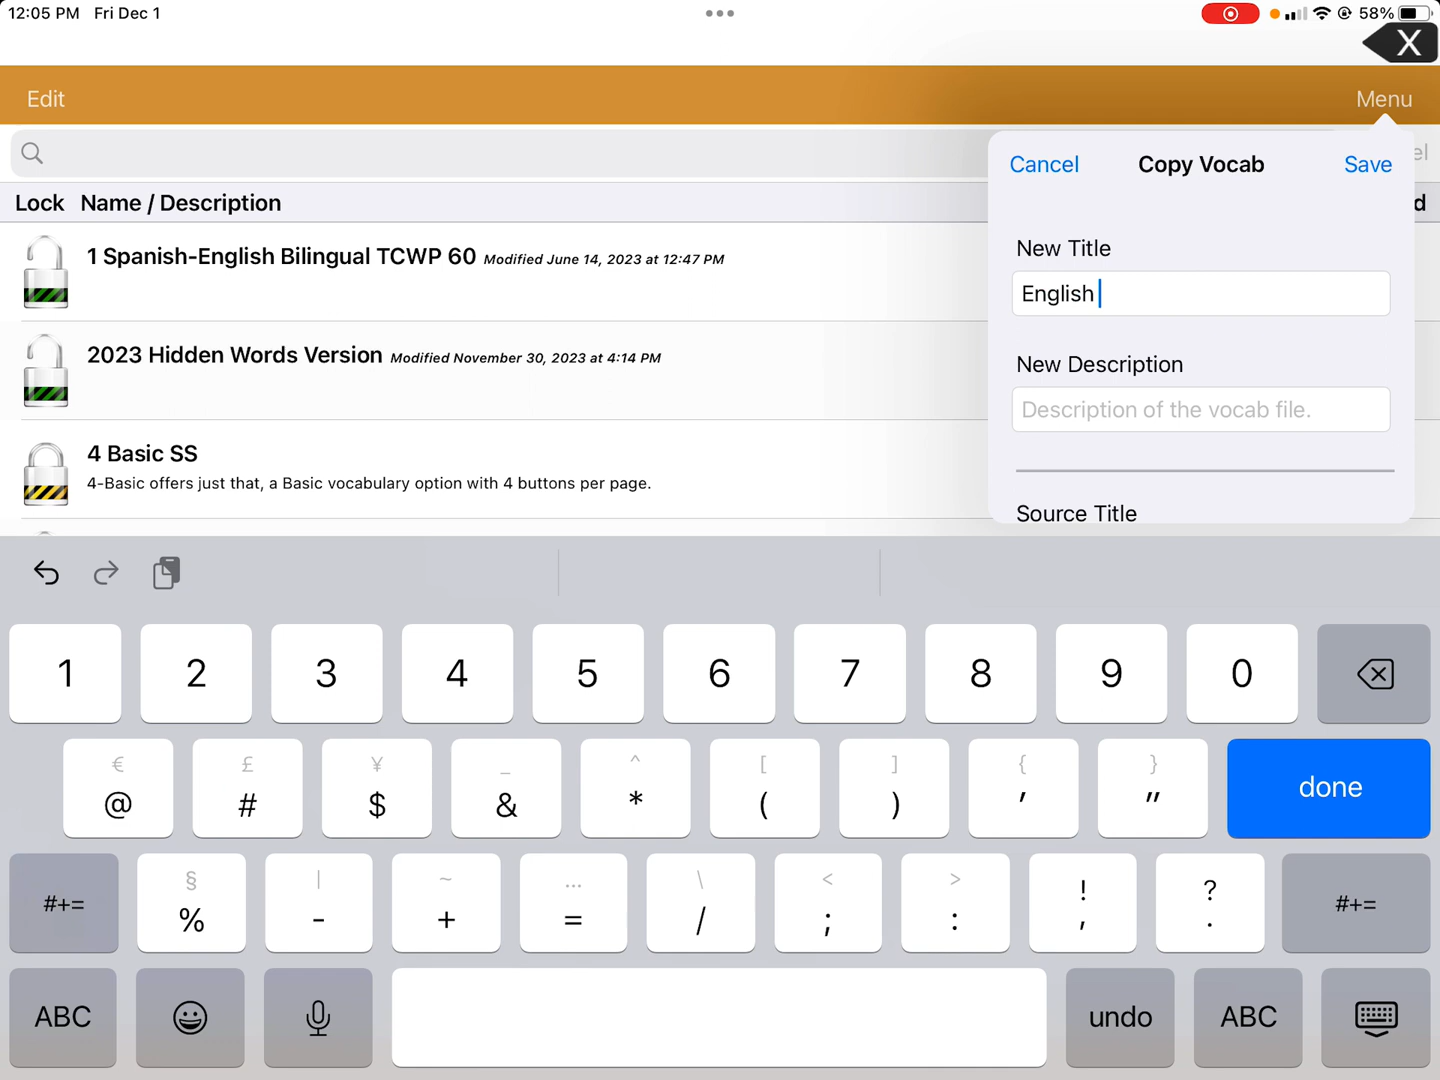 12:05 PM Fri Dec 1
58%
X
Edit
Menu
el
Cancel Copy Vocab Save
Lock Name / Description
d
New Title
English
1 Spanish-English Bilingual TCWP 60 Modified June 14, 2023 at 12:47 PM
2023 Hidden Words Version Modified November 30, 2023 at 4:14 PM
New Description
Description of the vocab file.
4 Basic SS
4-Basic offers just that, a Basic vocabulary option with 4 buttons per page.
Source Title
1 2 3 4 5 6 7 8 9 0
€ £ ¥ _ ^ [ ] { }
@ # $ & * ( ) ' " done
§ | ~ … \ < > ! ?
#+= % - + = / ; : , . #+=
ABC undo ABC